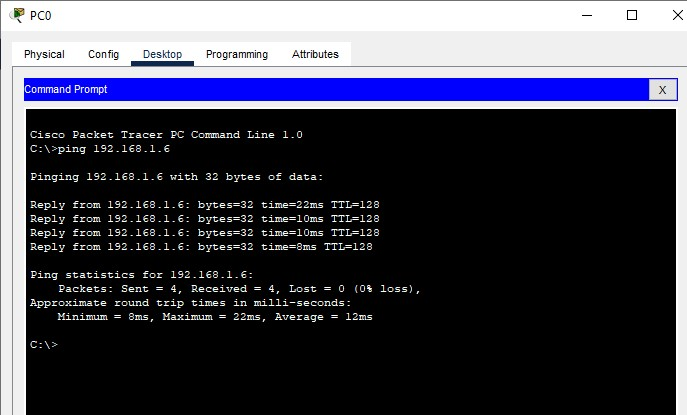 PC0
Physical Config Desktop Programming Attributes
Command Prompt
X
Cisco Packet Tracer PC Command Line 1.0
C:\>ping 192.168.1.6
Pinging 192.168.1.6 with 32 bytes of data:
Reply from 192.168.1.6: bytes=32 time=22ms TTL=128
Reply from 192.168.1.6: bytes=32 time=10ms TTL=128
Reply from 192.168.1.6: bytes=32 time=10ms TTL=128
Reply from 192.168.1.6: bytes=32 time=8ms TTL=128
Ping statistics for 192.168.1.6:
Packets: Sent = 4, Received = 4, Lost = 0 (0% loss),
Approximate round trip times in milli-seconds:
Minimum = 8ms, Maximum = 22ms, Average = 12ms
C:\>